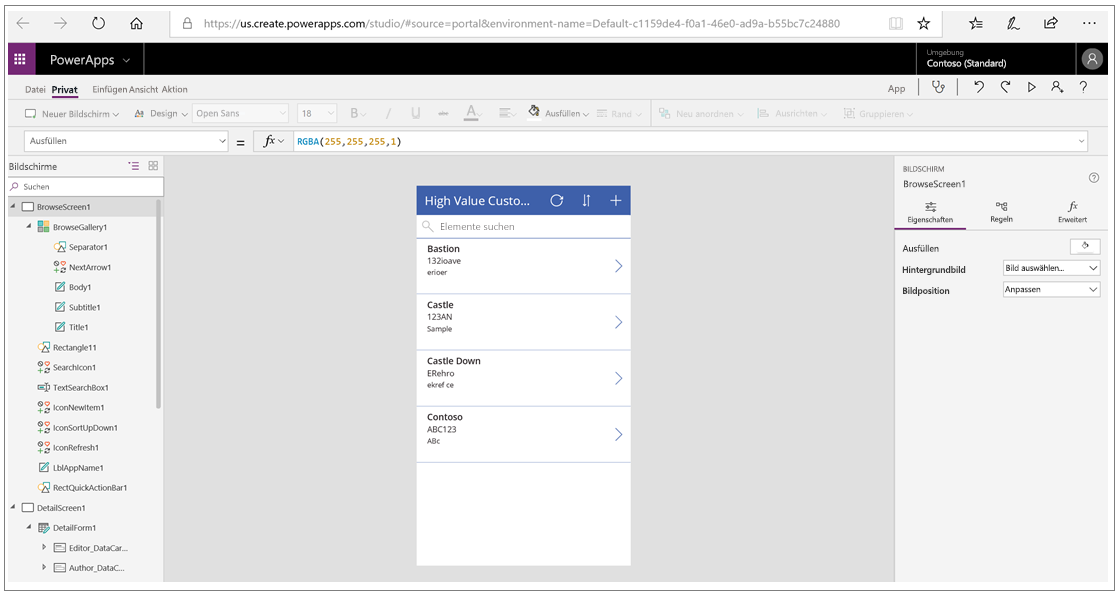 https://us.create.powerapps.com/studio/#source=portal&environment-name=Default-c1159de4-f0a1-46e0-ad9a-b55bc7c24880
PowerApps
Umgebung
Contoso (Standard)
Datei Privat Einfügen Ansicht Aktion
App
?
Neuer Bildschirm
Design
Open Sans
18
B
/
U
abc
A
Ausfüllen
Rand
Neu anordnen
Ausrichten
Gruppieren
Ausfüllen
=
fx
RGBA(255,255,255,1)
Bildschirme
Suchen
BrowseScreen1
BrowseGallery1
Separator1
NextArrow1
Body1
Subtitle1
Title1
Rectangle11
SearchIcon1
TextSearchBox1
IconNewItem1
IconSortUpDown1
IconRefresh1
LblAppName1
RectQuickActionBar1
DetailScreen1
DetailForm1
Editor_DataCar...
Author_DataC...
High Value Custo...
Elemente suchen
Bastion
132ioave
erioer
Castle
123AN
Sample
Castle Down
ERehro
ekref ce
Contoso
ABC123
ABc
BILDSCHIRM
BrowseScreen1
?
Eigenschaften
Regeln
fx
Erweitert
Ausfüllen
Hintergrundbild
Bild auswählen...
Bildposition
Anpassen